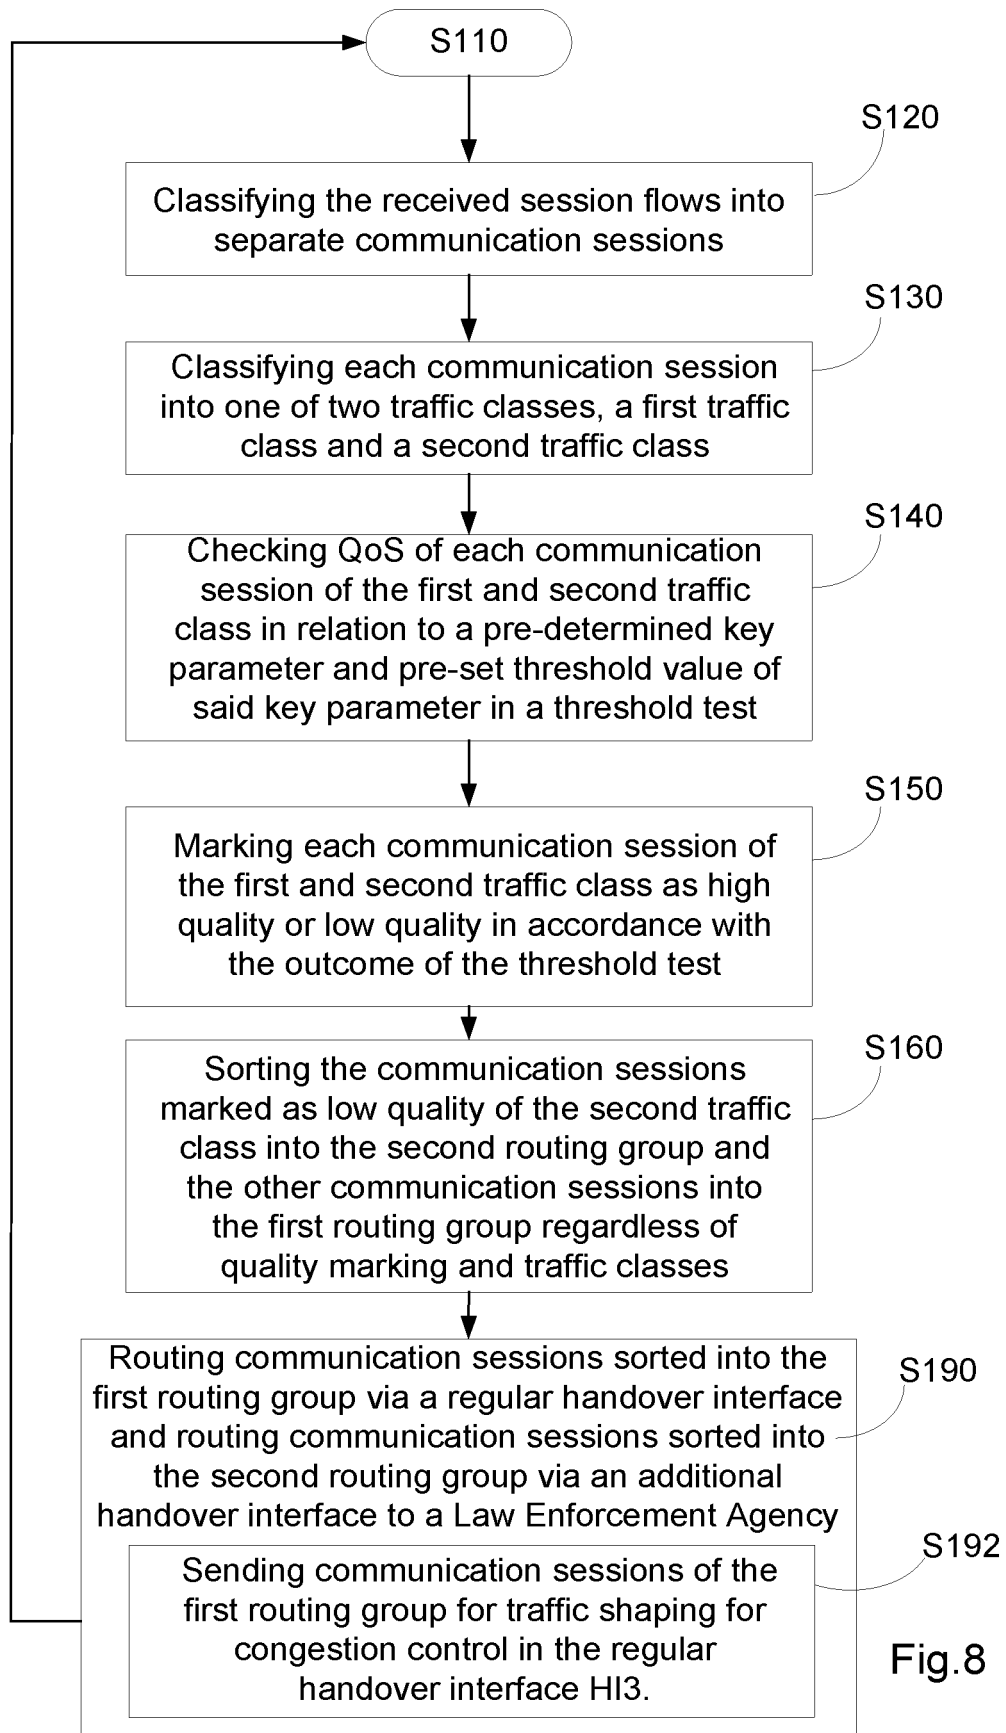 S110
S120
Classifying the received session flows into
separate communication sessions
S130
Classifying each communication session
into one of two traffic classes, a first traffic
class and a second traffic class
S140
Checking QoS of each communication
session of the first and second traffic
class in relation to a pre-determined key
parameter and pre-set threshold value of
said key parameter in a threshold test
S150
Marking each communication session of
the first and second traffic class as high
quality or low quality in accordance with
the outcome of the threshold test
S160
Sorting the communication sessions
marked as low quality of the second traffic
class into the second routing group and
the other communication sessions into
the first routing group regardless of
quality marking and traffic classes
S190
Routing communication sessions sorted into the
first routing group via a regular handover interface
and routing communication sessions sorted into
the second routing group via an additional
handover interface to a Law Enforcement Agency
S192
Sending communication sessions of the
first routing group for traffic shaping for
congestion control in the regular
handover interface HI3.
Fig.8